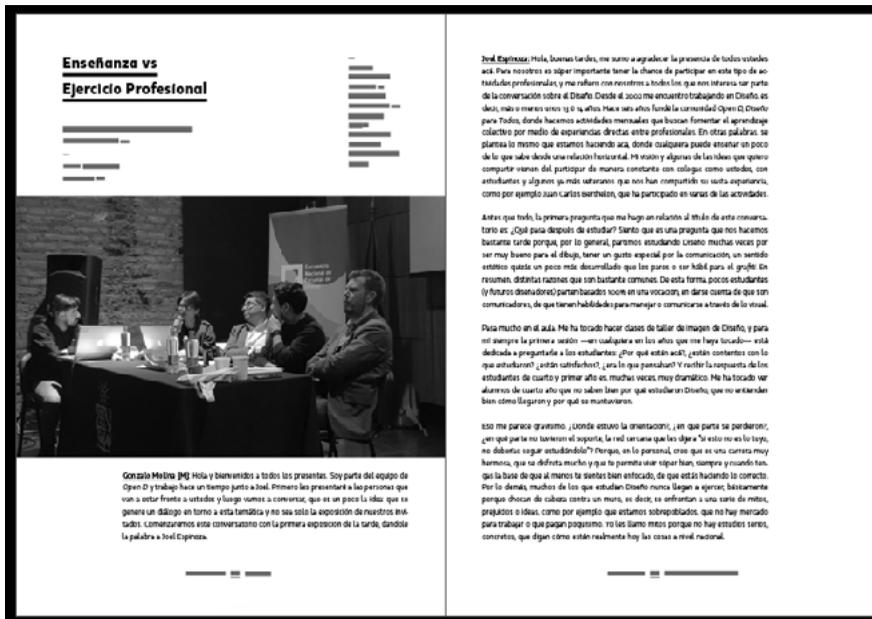 Enseñanza vs
Ejercicio Profesional
Encuentro
Nacional de
Gonzalo Molina [M]: Hola y bienvenidos a todos los presentes. Soy parte del equipo de
Open D y trabajo hace un tiempo junto a Joel. Primero les presentaré a las personas que
van a estar frente a ustedes y luego vamos a conversar, que es un poco la idea: que se
genere un diálogo en torno a esta temática y no sea solo la exposición de nuestros invi-
tados. Comenzaremos este conversatorio con la primera exposición de la tarde, dándole
la palabra a Joel Espinoza.
Joel Espinoza: Hola, buenas tardes, me sumo a agradecer la presencia de todos ustedes
acá. Para nosotros es súper importante tener la chance de participar en este tipo de ac-
tividades profesionales, y me refiero con nosotros a todos los que nos interesa ser parte
de la conversación sobre el Diseño. Desde el 2002 me encuentro trabajando en Diseño, es
decir, más o menos unos 13 o 14 años. Hace seis años fundé la comunidad Open D, Diseño
para Todos, donde hacemos actividades mensuales que buscan fomentar el aprendizaje
colectivo por medio de experiencias directas entre profesionales. En otras palabras, se
plantea lo mismo que estamos haciendo acá, donde cualquiera puede enseñar un poco
de lo que sabe desde una relación horizontal. Mi visión y algunas de las ideas que quiero
compartir vienen del participar de manera constante con colegas como ustedes, con
estudiantes y algunos ya más veteranos que nos han compartido su vasta experiencia,
como por ejemplo Juan Carlos Berthelon, que ha participado en varias de las actividades.
Antes que todo, la primera pregunta que me hago en relación al título de este conversa-
torio es: ¿Qué pasa después de estudiar? Siento que es una pregunta que nos hacemos
bastante tarde porque, por lo general, partimos estudiando Diseño muchas veces por
ser muy bueno para el dibujo, tener un gusto especial por la comunicación, un sentido
estético quizás un poco más desarrollado que los pares o ser hábil para el grafiti. En
resumen, distintas razones que son bastante comunes. De esta forma, pocos estudiantes
(y futuros diseñadores) parten basados 100% en una vocación, en darse cuenta de que son
comunicadores, de que tienen habilidades para manejar o comunicarse a través de lo visual.
Paso mucho en el aula. Me ha tocado hacer clases de taller de imagen de Diseño, y para
mí siempre la primera sesión —en cualquiera en los años que me haya tocado— está
dedicada a preguntarle a los estudiantes: ¿Por qué están acá?, ¿están contentos con lo
que estudiaron? ¿están satisfechos?, ¿era lo que pensaban? Y recibir la respuesta de los
estudiantes de cuarto y primer año es, muchas veces, muy dramático. Me ha tocado ver
alumnos de cuarto año que no saben bien por qué estudiaron Diseño, que no entienden
bien cómo llegaron y por qué se mantuvieron.
Eso me parece gravísimo. ¿Dónde estuvo la orientación?, ¿en qué parte se perdieron?,
¿en qué parte no tuvieron el soporte, la red cercana que les dijera "si esto no es lo tuyo,
no deberías seguir estudiándolo"? Porque, en lo personal, creo que es una carrera muy
hermosa, que se disfruta mucho y que te permite vivir súper bien, siempre y cuando ten-
gas la base de que al menos te sientes bien enfocado, de que estás haciendo lo correcto.
Por lo demás, muchos de los que estudian Diseño nunca llegan a ejercer, básicamente
porque chocan de cabeza contra un muro, es decir, se enfrentan a una serie de mitos,
prejuicios o ideas, como por ejemplo que estamos sobrepoblados, que no hay mercado
para trabajar o que pagan poquísimo. Yo les llamo mitos porque no hay estudios serios,
concretos, que digan cómo están realmente hoy las cosas a nivel nacional.